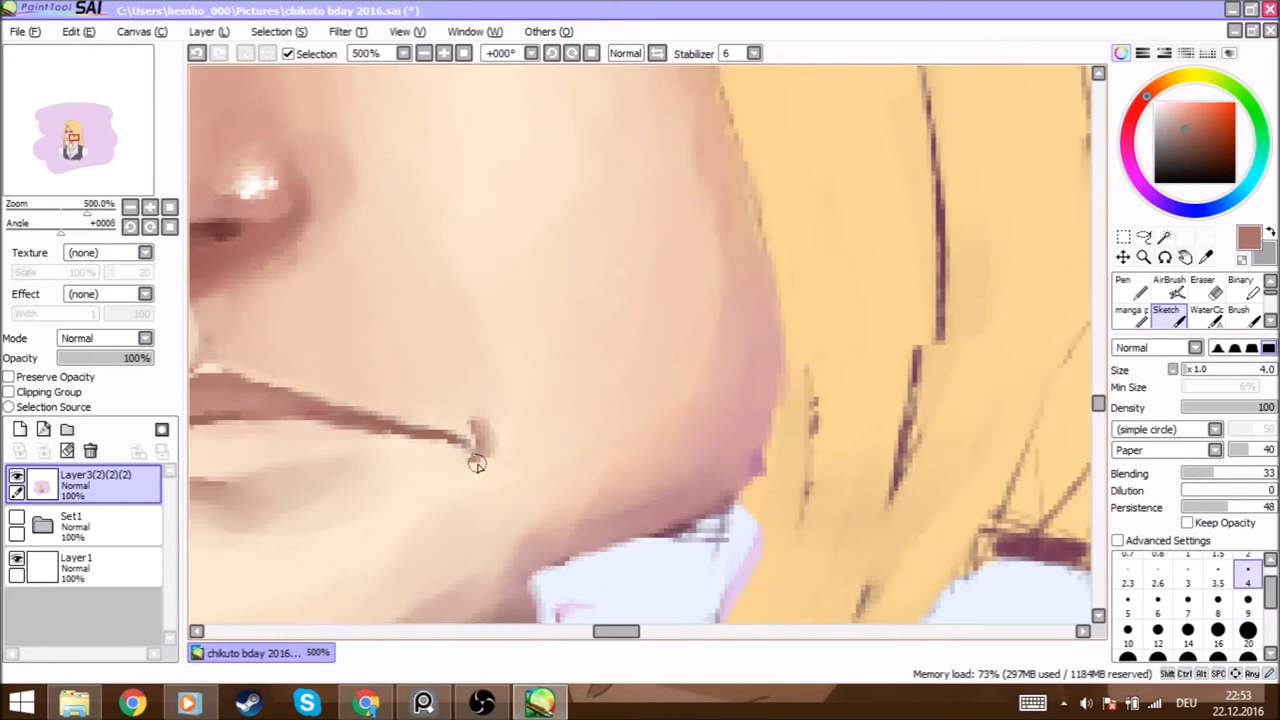 PaintTool SAI C:\Users\hemho_000\Pictures\chikuto bday 2016.sai (*)
File (F) Edit (E) Canvas (C) Layer (L) Selection (S) Filter (T) View (V) Window (W) Others (O)
Selection 500% +000° Normal Stabilizer 6
Zoom 500.0%
Angle +000β
Texture (none)
Scale 100% 20
Effect (none)
Width 1 100
Mode Normal
Opacity 100%
Preserve Opacity
Clipping Group
Selection Source
Layer3(2)(2)(2)
Normal
100%
Set1
Normal
100%
Layer1
Normal
100%
Pen AirBrush Eraser Binary
manga p Sketch WaterCo Brush
Normal
Size x 1.0 4.0
Min Size 6%
Density 100
(simple circle) 50
Paper 40
Blending 33
Dilution 0
Persistence 48
Keep Opacity
Advanced Settings
0.7 0.8 1 1.5 2
2.3 2.6 3 3.5 4
5 6 7 8 9
10 12 14 16 20
chikuto bday 2016.... 500%
Memory load: 73% (297MB used / 1184MB reserved) Shift Ctrl Alt SPC Any
DEU 22:53
22.12.2016